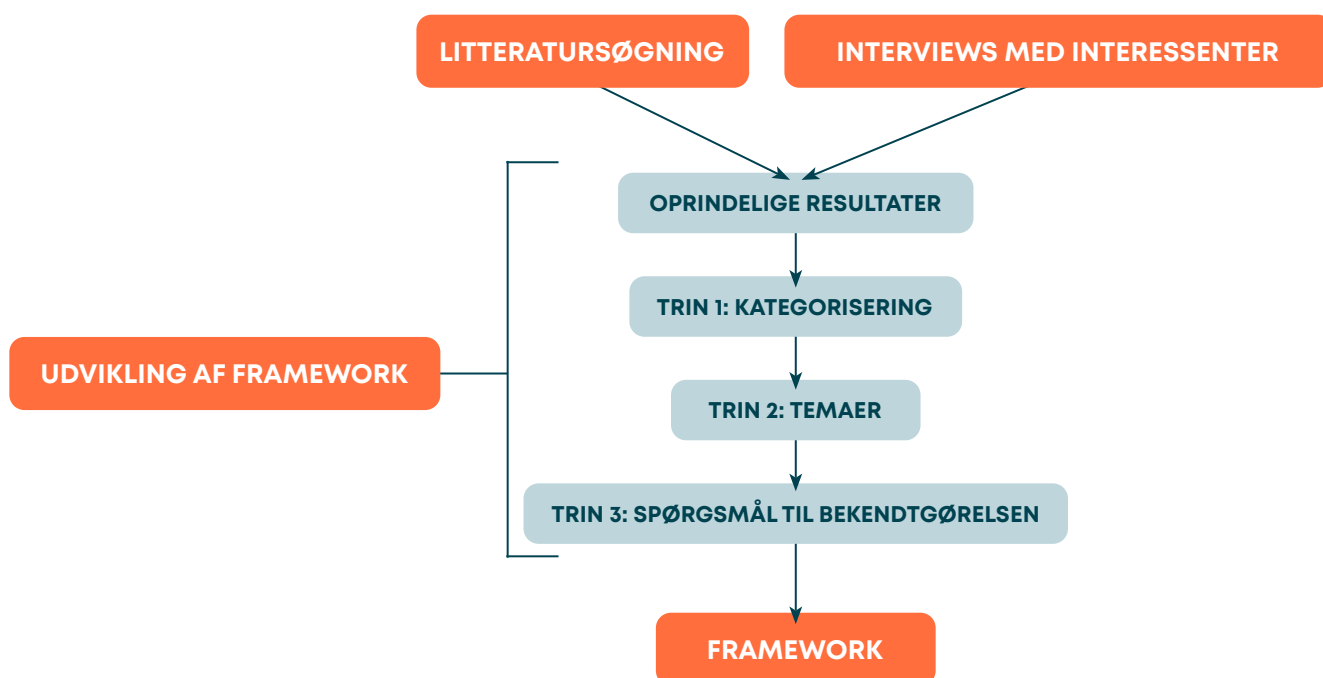 LITTERATURSØGNING
INTERVIEWS MED INTERESSENTER
OPRINDELIGE RESULTATER
TRIN 1: KATEGORISERING
UDVIKLING AF FRAMEWORK
TRIN 2: TEMAER
TRIN 3: SPØRGSMÅL TIL BEKENDTGØRELSEN
FRAMEWORK